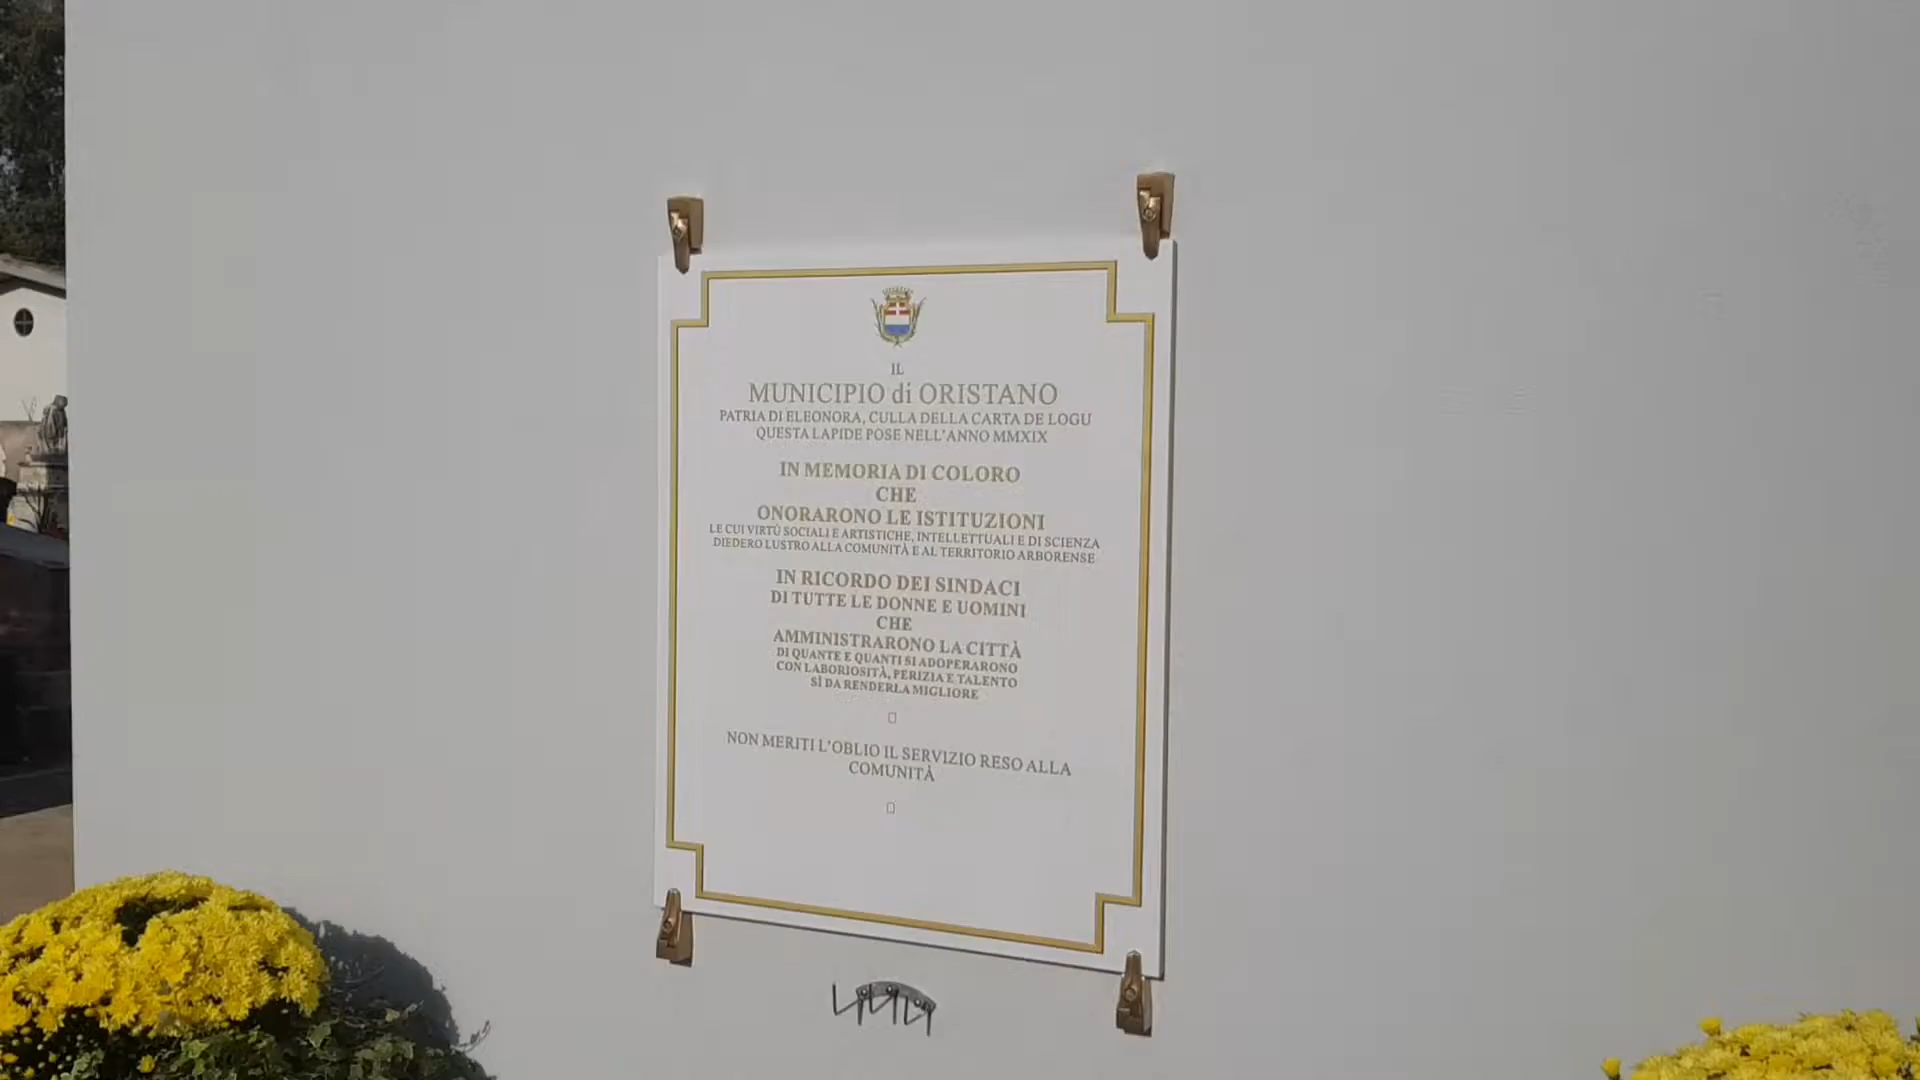 IL
MUNICIPIO di ORISTANO
PATRIA DI ELEONORA, CULLA DELLA CARTA DE LOGU
QUESTA LAPIDE POSE NELL'ANNO MMXIX
IN MEMORIA DI COLORO
CHE
ONORARONO LE ISTITUZIONI
LE CUI VIRTÙ SOCIALI E ARTISTICHE, INTELLETTUALI E DI SCIENZA
DIEDERO LUSTRO ALLA COMUNITÀ E AL TERRITORIO ARBORENSE
IN RICORDO DEI SINDACI
DI TUTTE LE DONNE E UOMINI
CHE
AMMINISTRARONO LA CITTÀ
DI QUANTE E QUANTI SI ADOPERARONO
CON LABORIOSITÀ, PERIZIA E TALENTO
SÌ DA RENDERLA MIGLIORE
NON MERITI L'OBLIO IL SERVIZIO RESO ALLA
COMUNITÀ